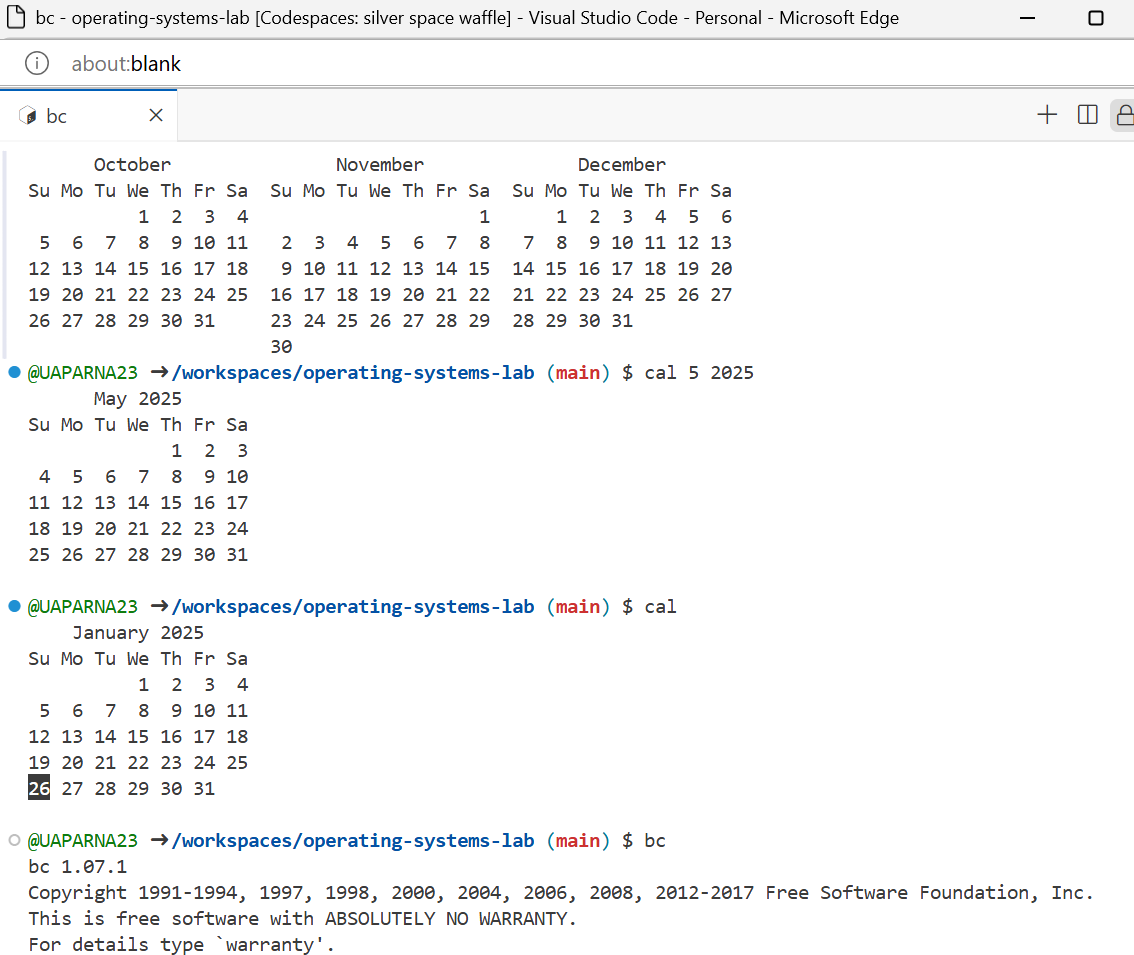 bc - operating-systems-lab [Codespaces: silver space waffle] - Visual Studio Code - Personal - Microsoft Edge
about:blank
bc
      October               November              December
Su Mo Tu We Th Fr Sa  Su Mo Tu We Th Fr Sa  Su Mo Tu We Th Fr Sa
          1  2  3  4                     1      1  2  3  4  5  6
 5  6  7  8  9 10 11   2  3  4  5  6  7  8   7  8  9 10 11 12 13
12 13 14 15 16 17 18   9 10 11 12 13 14 15  14 15 16 17 18 19 20
19 20 21 22 23 24 25  16 17 18 19 20 21 22  21 22 23 24 25 26 27
26 27 28 29 30 31     23 24 25 26 27 28 29  28 29 30 31
                      30
@UAPARNA23 ➜/workspaces/operating-systems-lab (main) $ cal 5 2025
      May 2025
Su Mo Tu We Th Fr Sa
             1  2  3
 4  5  6  7  8  9 10
11 12 13 14 15 16 17
18 19 20 21 22 23 24
25 26 27 28 29 30 31
@UAPARNA23 ➜/workspaces/operating-systems-lab (main) $ cal
    January 2025
Su Mo Tu We Th Fr Sa
          1  2  3  4
 5  6  7  8  9 10 11
12 13 14 15 16 17 18
19 20 21 22 23 24 25
26 27 28 29 30 31
@UAPARNA23 ➜/workspaces/operating-systems-lab (main) $ bc
bc 1.07.1
Copyright 1991-1994, 1997, 1998, 2000, 2004, 2006, 2008, 2012-2017 Free Software Foundation, Inc.
This is free software with ABSOLUTELY NO WARRANTY.
For details type `warranty'.